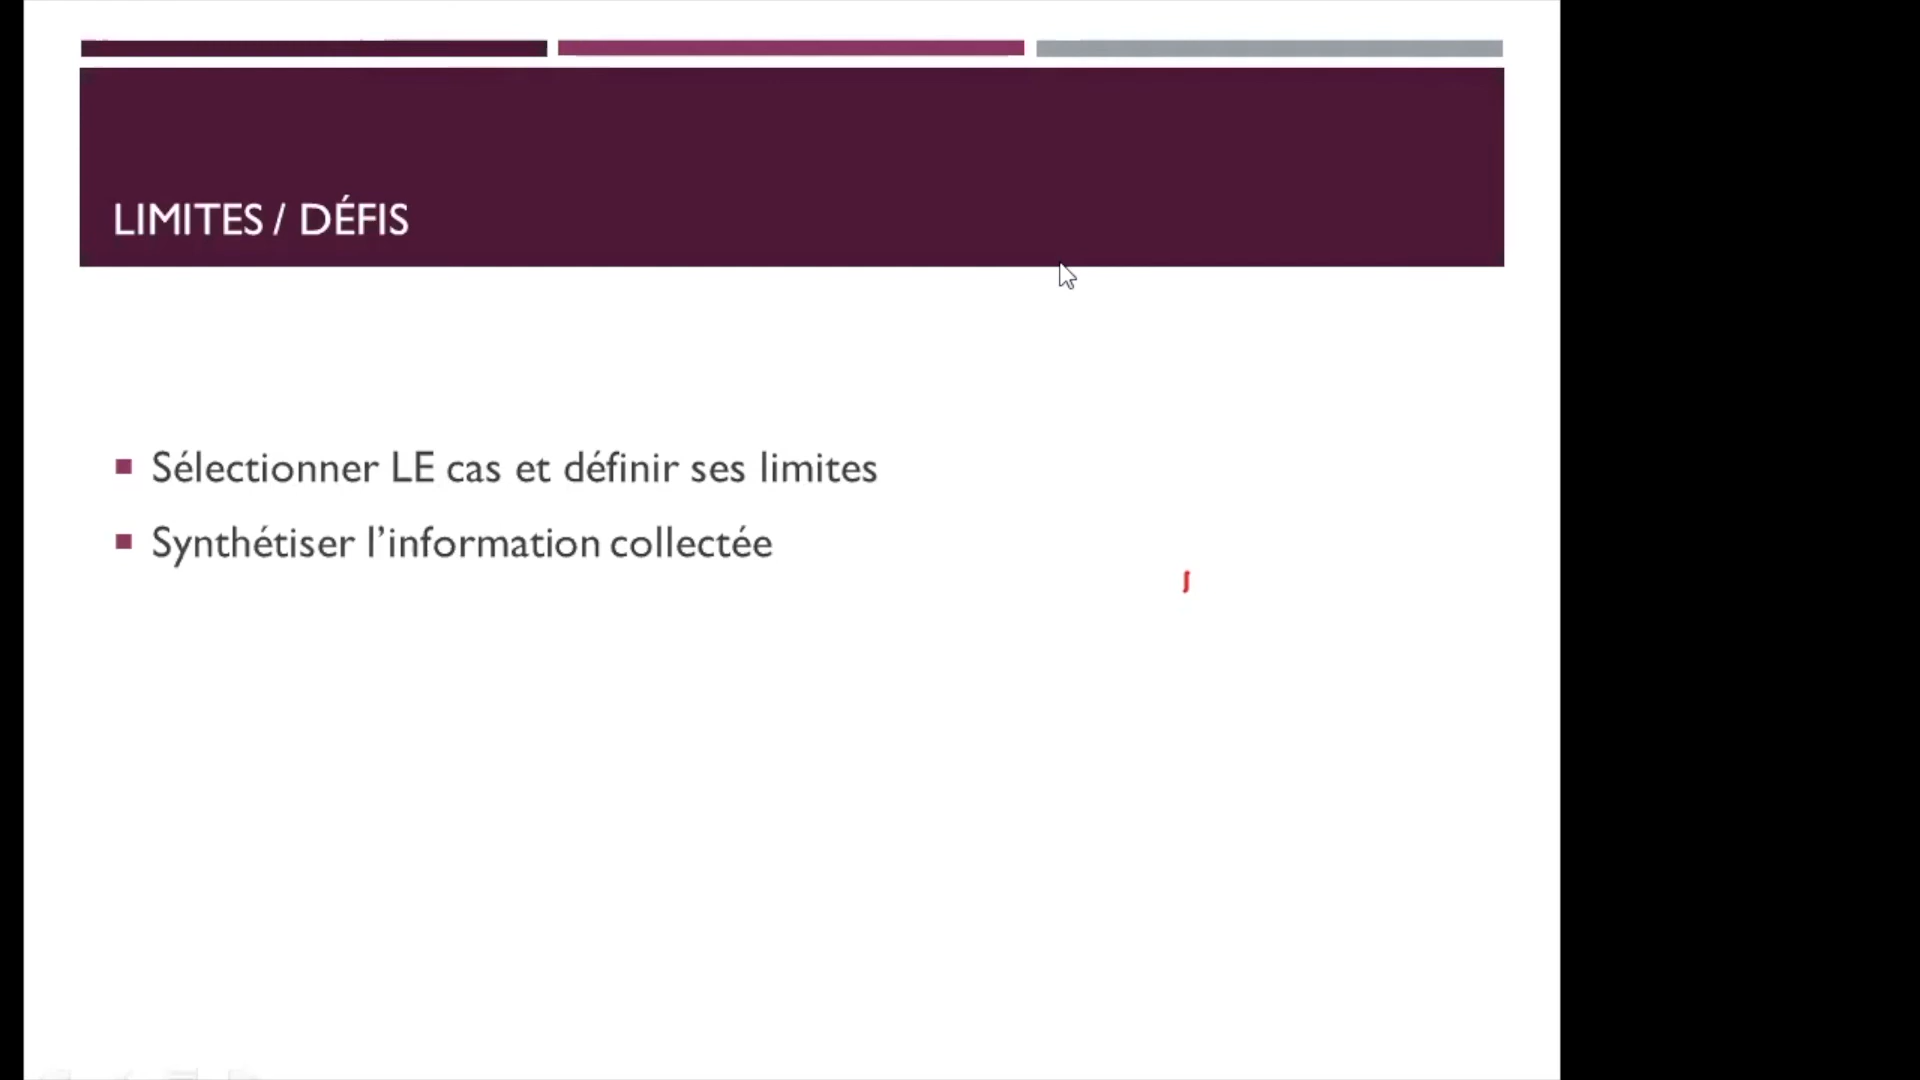 LIMITES / DÉFIS
Sélectionner LE cas et définir ses limites
Synthétiser l’information collectée